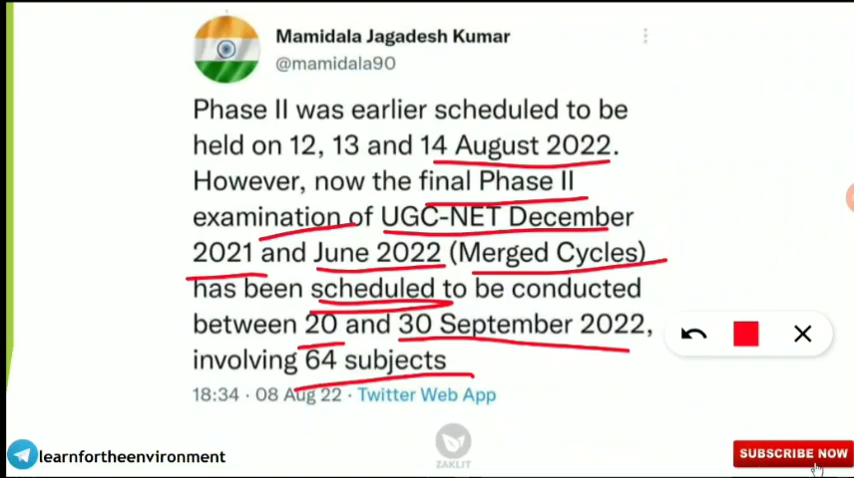 Mamidala Jagadesh Kumar
@mamidala90
Phase II was earlier scheduled to be
held on 12, 13 and 14 August 2022.
However, now the final Phase II
examination of UGC-NET December
2021 and June 2022 (Merged Cycles)
has been scheduled to be conducted
between 20 and 30 September 2022,
involving 64 subjects
18:34 · 08 Aug 22 · Twitter Web App
ZAKLIT
learnfortheenvironment
SUBSCRIBE NOW